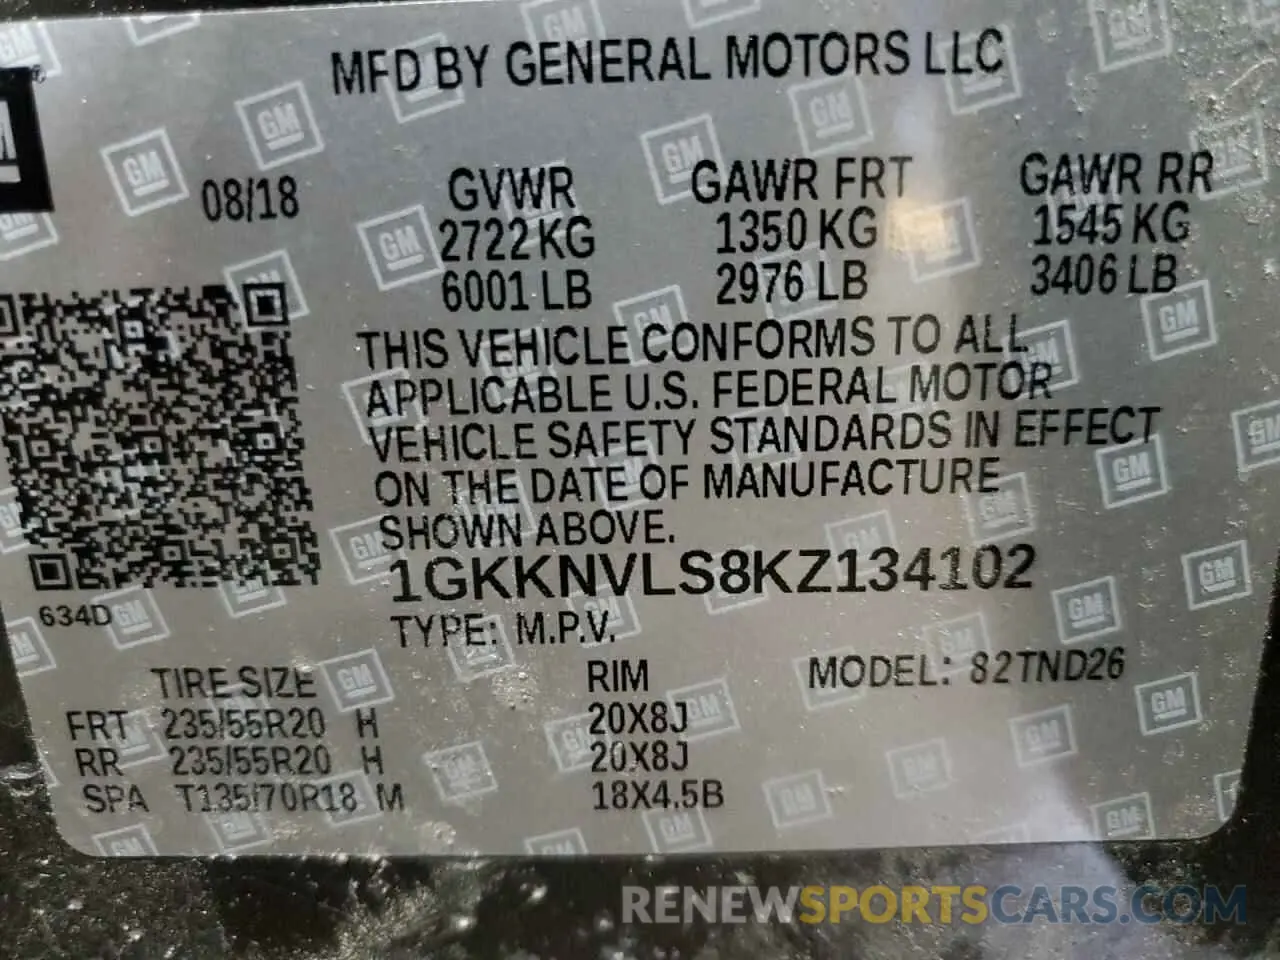 MFD BY GENERAL MOTORS LLC
08/18
GVWR GAWR FRT GAWR RR
2722 KG 1350 KG 1545 KG
6001 LB 2976 LB 3406 LB
THIS VEHICLE CONFORMS TO ALL
APPLICABLE U.S. FEDERAL MOTOR
VEHICLE SAFETY STANDARDS IN EFFECT
ON THE DATE OF MANUFACTURE
SHOWN ABOVE.
1GKKNVLS8KZ134102
634D
TYPE: M.P.V.
TIRE SIZE RIM MODEL: 82TND26
FRT 235/55R20 H 20X8J
RR 235/55R20 H 20X8J
SPA T135/70R18 M 18X4.5B
RENEWSPORTSCARS.COM